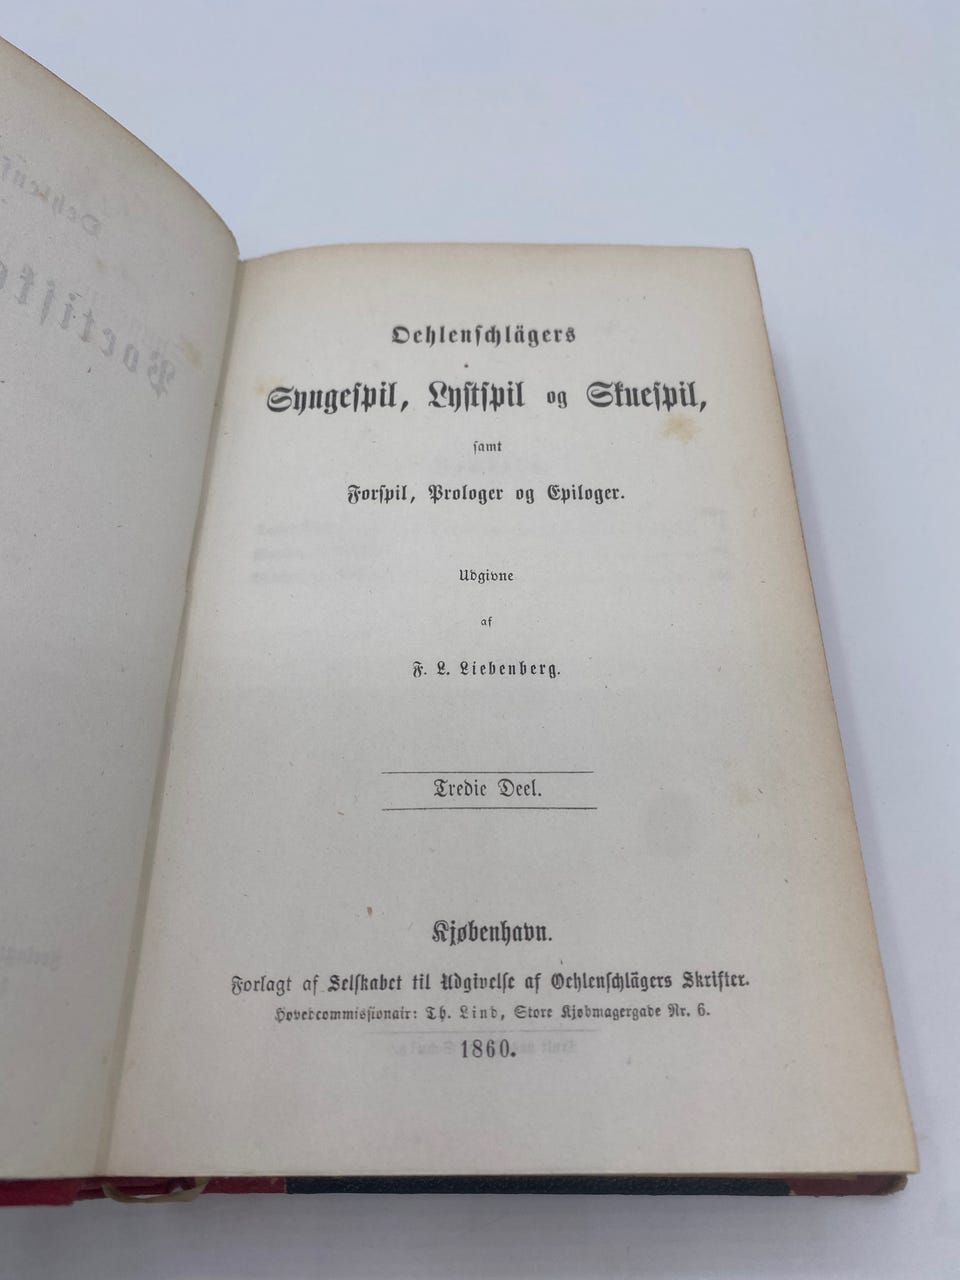 Oehlenschlägers
Syngespil, Lystspil og Skuespil,
samt
Forspil, Prologer og Epiloger.
Udgivne
af
F. L. Liebenberg.
Tredie Deel.
Kjøbenhavn.
Forlagt af Selskabet til Udgivelse af Oehlenschlägers Skrifter.
Hovedcommissionair: Th. Lind, Store Kjøbmagergade Nr. 6.
1860.